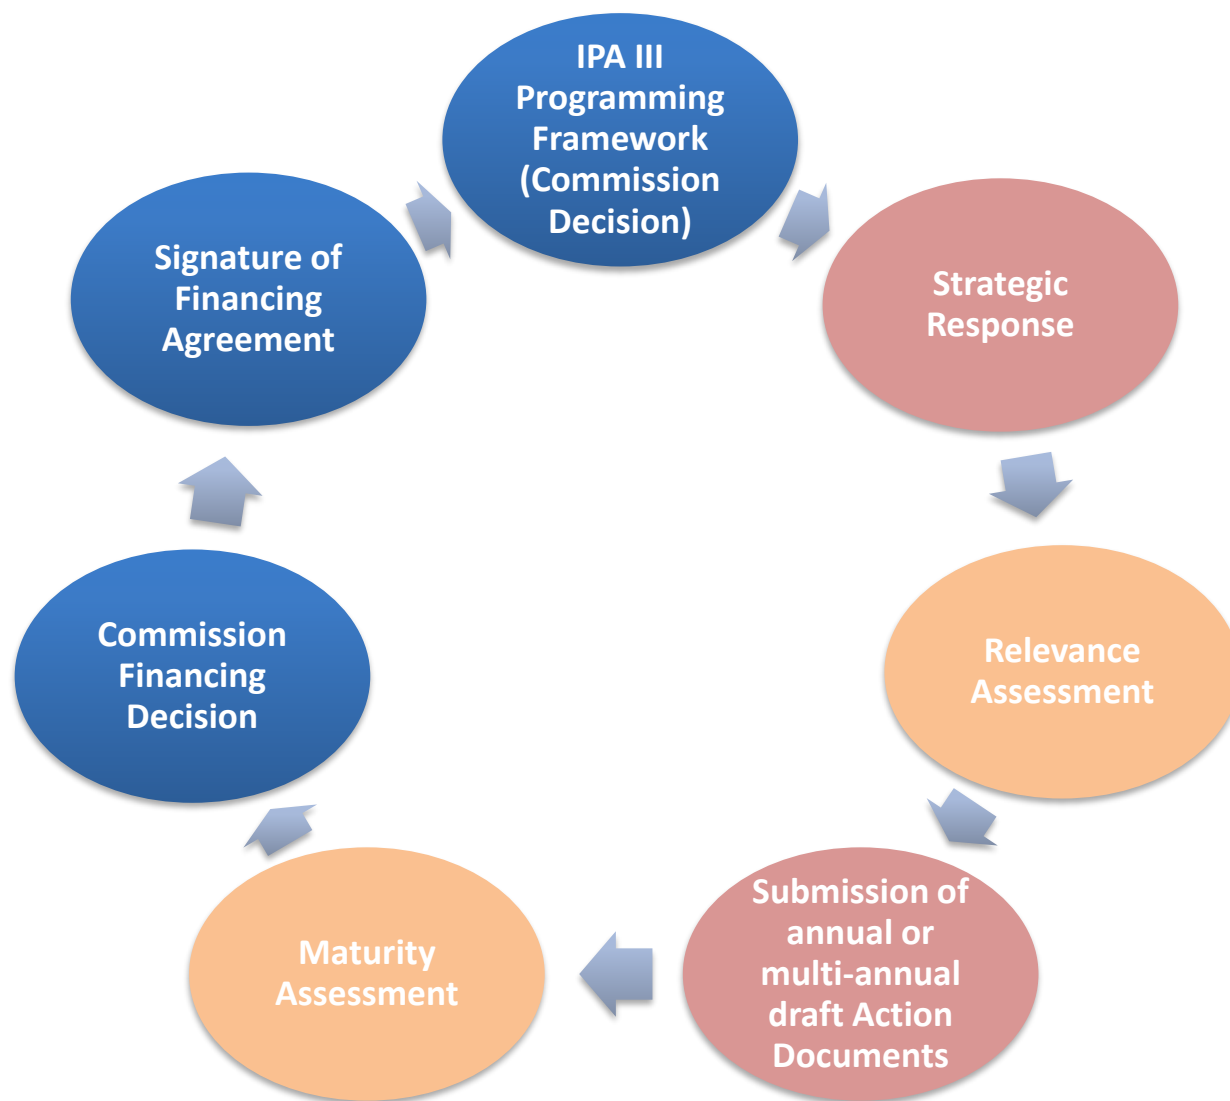 IPA III
Programming
Framework
(Commission
Decision)
Strategic
Response
Relevance
Assessment
Submission of
annual or
multi-annual
draft Action
Documents
Maturity
Assessment
Commission
Financing
Decision
Signature of
Financing
Agreement